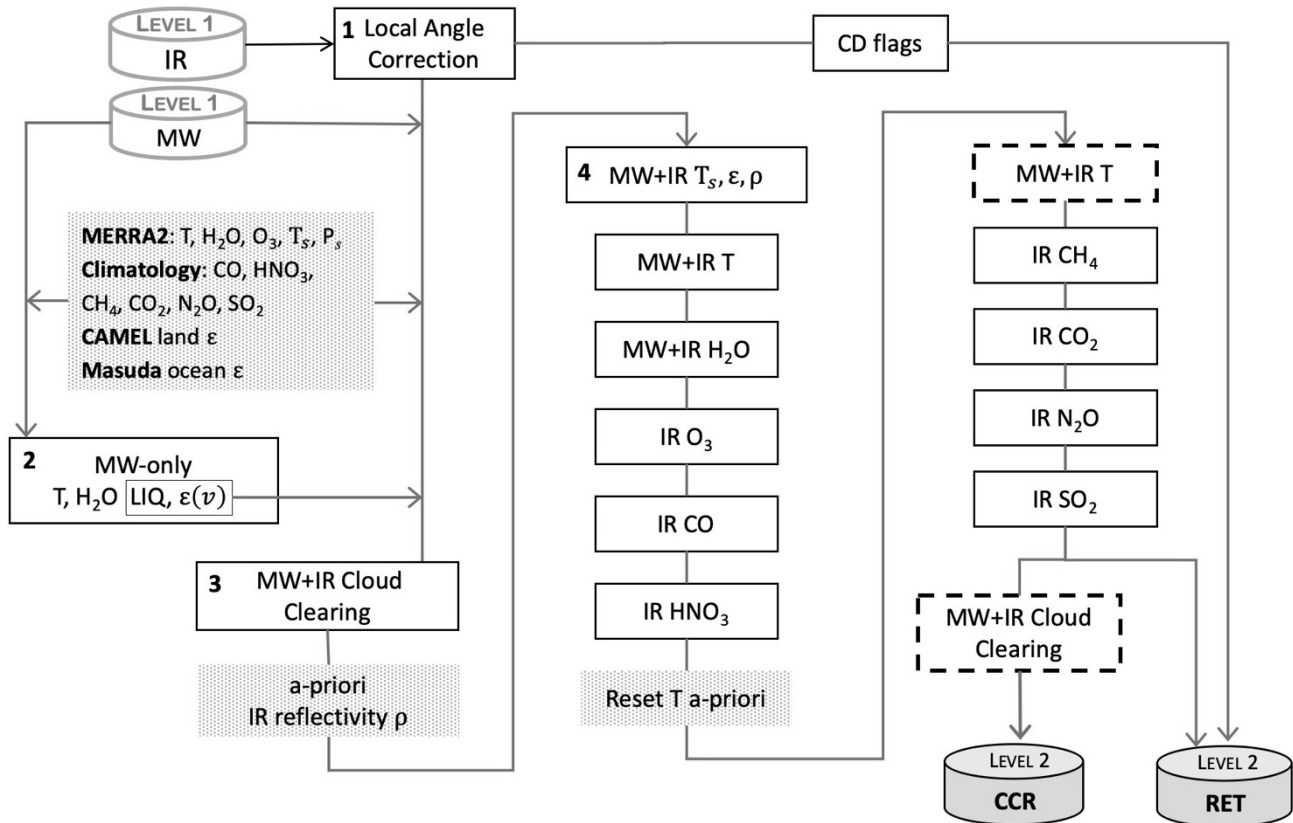 LEVEL 1
IR
1 Local Angle
Correction
CD flags
LEVEL 1
MW
MERRA2: T, H₂O, O₃, Tₛ, Pₛ
Climatology: CO, HNO₃,
CH₄, CO₂, N₂O, SO₂
CAMEL land ε
Masuda ocean ε
2 MW-only
T, H₂O LIQ, ε(v)
3 MW+IR Cloud
Clearing
a-priori
IR reflectivity ρ
4 MW+IR Tₛ, ε, ρ
MW+IR T
MW+IR H₂O
IR O₃
IR CO
IR HNO₃
Reset T a-priori
MW+IR T
IR CH₄
IR CO₂
IR N₂O
IR SO₂
MW+IR Cloud
Clearing
LEVEL 2
CCR
LEVEL 2
RET